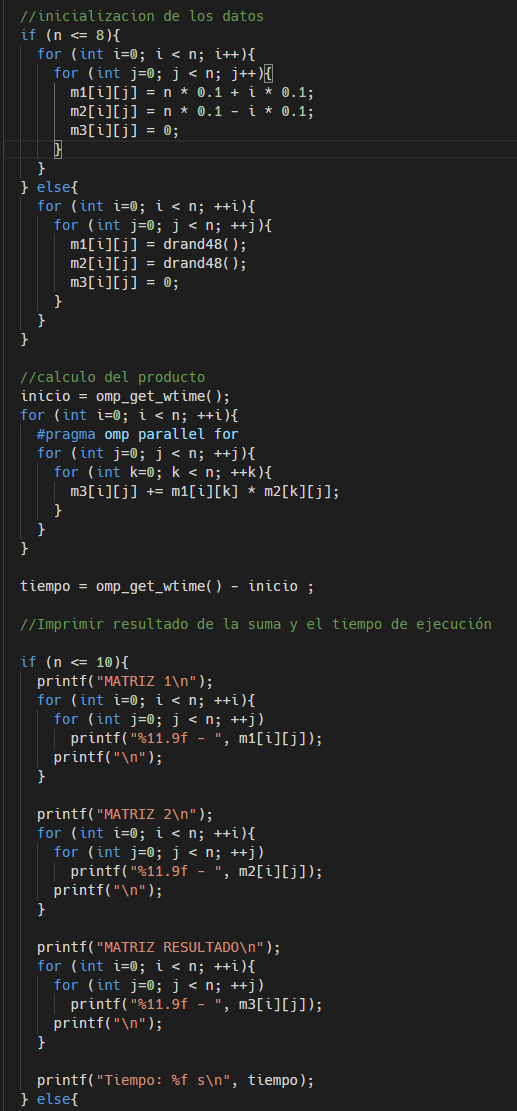 //inicializacion de los datos
if (n <= 8){
  for (int i=0; i < n; i++){
    for (int j=0; j < n; j++){
      m1[i][j] = n * 0.1 + i * 0.1;
      m2[i][j] = n * 0.1 - i * 0.1;
      m3[i][j] = 0;
    }
  }
} else{
  for (int i=0; i < n; ++i){
    for (int j=0; j < n; ++j){
      m1[i][j] = drand48();
      m2[i][j] = drand48();
      m3[i][j] = 0;
    }
  }
}

//calculo del producto
inicio = omp_get_wtime();
for (int i=0; i < n; ++i){
  #pragma omp parallel for
  for (int j=0; j < n; ++j){
    for (int k=0; k < n; ++k){
      m3[i][j] += m1[i][k] * m2[k][j];
    }
  }
}

tiempo = omp_get_wtime() - inicio ;

//Imprimir resultado de la suma y el tiempo de ejecución

if (n <= 10){
  printf("MATRIZ 1\n");
  for (int i=0; i < n; ++i){
    for (int j=0; j < n; ++j)
      printf("%11.9f - ", m1[i][j]);
    printf("\n");
  }

  printf("MATRIZ 2\n");
  for (int i=0; i < n; ++i){
    for (int j=0; j < n; ++j)
      printf("%11.9f - ", m2[i][j]);
    printf("\n");
  }

  printf("MATRIZ RESULTADO\n");
  for (int i=0; i < n; ++i){
    for (int j=0; j < n; ++j)
      printf("%11.9f - ", m3[i][j]);
    printf("\n");
  }

  printf("Tiempo: %f s\n", tiempo);
} else{